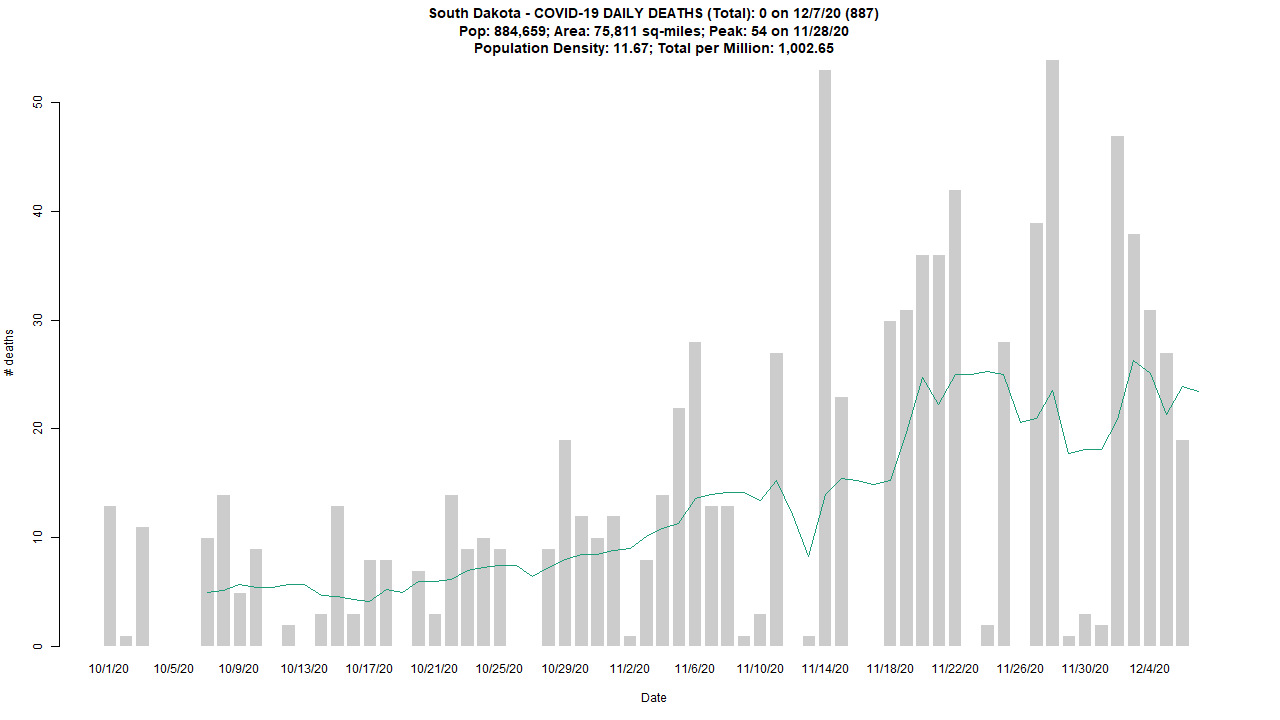 South Dakota - COVID-19 DAILY DEATHS (Total): 0 on 12/7/20 (887)
Pop: 884,659; Area: 75,811 sq-miles; Peak: 54 on 11/28/20
Population Density: 11.67; Total per Million: 1,002.65
# deaths
50
40
30
20
10
0
10/1/20 10/5/20 10/9/20 10/13/20 10/17/20 10/21/20 10/25/20 10/29/20 11/2/20 11/6/20 11/10/20 11/14/20 11/18/20 11/22/20 11/26/20 11/30/20 12/4/20
Date